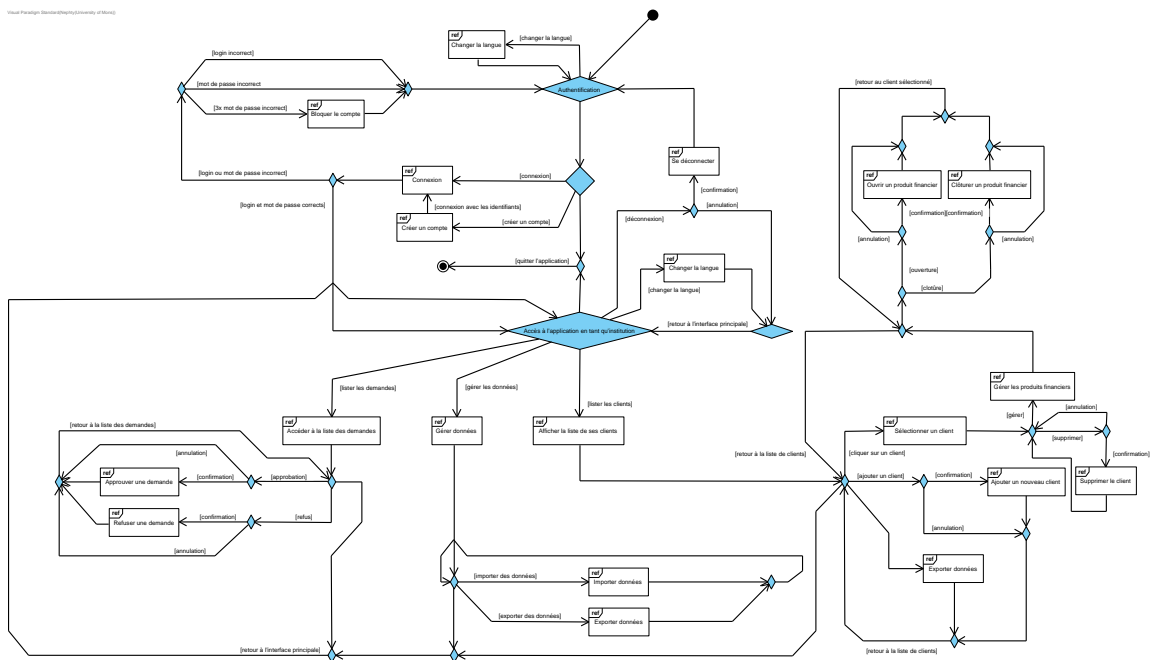 Visual Paradigm Standard(Sephly(University of Mons))
ref
Changer la langue
[changer la langue]
[login incorrect]
[mot de passe incorrect
Authentification
[3x mot de passe incorrect]
ref
Bloquer le compte
[retour au client sélectionné]
ref
Se déconnecter
[login ou mot de passe incorrect]
ref
Connexion
[connexion]
ref
Ouvrir un produit financier
ref
Clôturer un produit financier
[confirmation]
[login et mot de passe corrects]
[connexion avec les identifiants]
[annulation]
ref
Créer un compte
[créer un compte]
[déconnexion]
[confirmation][confirmation]
[annulation]
[annulation]
[quitter l'application]
ref
Changer la langue
[ouverture]
[changer la langue]
[clotûre]
Accès à l'application en tant qu'institution
[retour à l'interface principale]
[lister les demandes]
[gérer les données]
ref
Gérer les produits financiers
[lister les clients]
[gérer]
[annulation]
[retour à la liste des demandes]
ref
Accéder à la liste des demandes
ref
Gérer données
ref
Afficher la liste de ses clients
ref
Sélectionner un client
[supprimer]
[annulation]
[retour à la liste de clients]
[cliquer sur un client]
[confirmation]
ref
Approuver une demande
[confirmation]
[approbation]
[ajouter un client]
[confirmation]
ref
Ajouter un nouveau client
ref
Supprimer le client
ref
Refuser une demande
[confirmation]
[refus]
[annulation]
[annulation]
ref
Exporter données
[importer des données]
ref
Importer données
[exporter des données]
ref
Exporter données
[retour à l'interface principale]
[retour à la liste de clients]